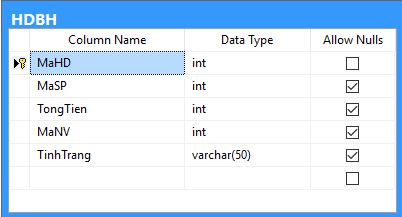 HDBH
Column Name Data Type Allow Nulls
MaHD int
MaSP int
TongTien int
MaNV int
TinhTrang varchar(50)